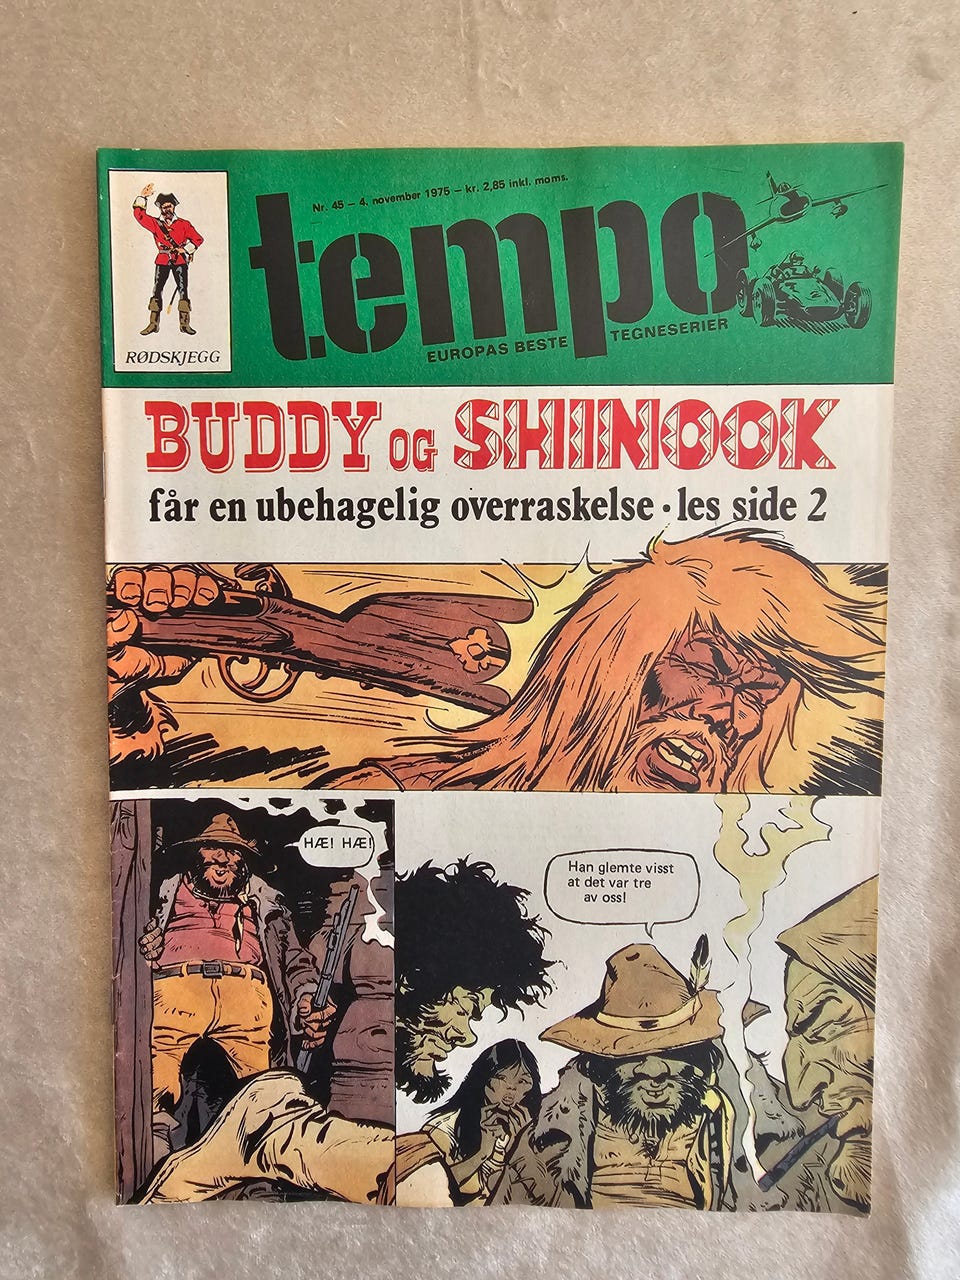 Nr. 45 – 4. november 1975 – kr. 2,85 inkl. moms.
tempo
EUROPAS BESTE TEGNESERIER
RØDSKJEGG
BUDDY OG SHINOOK
får en ubehagelig overraskelse · les side 2
HÆ! HÆ!
Han glemte visst
at det var tre
av oss!